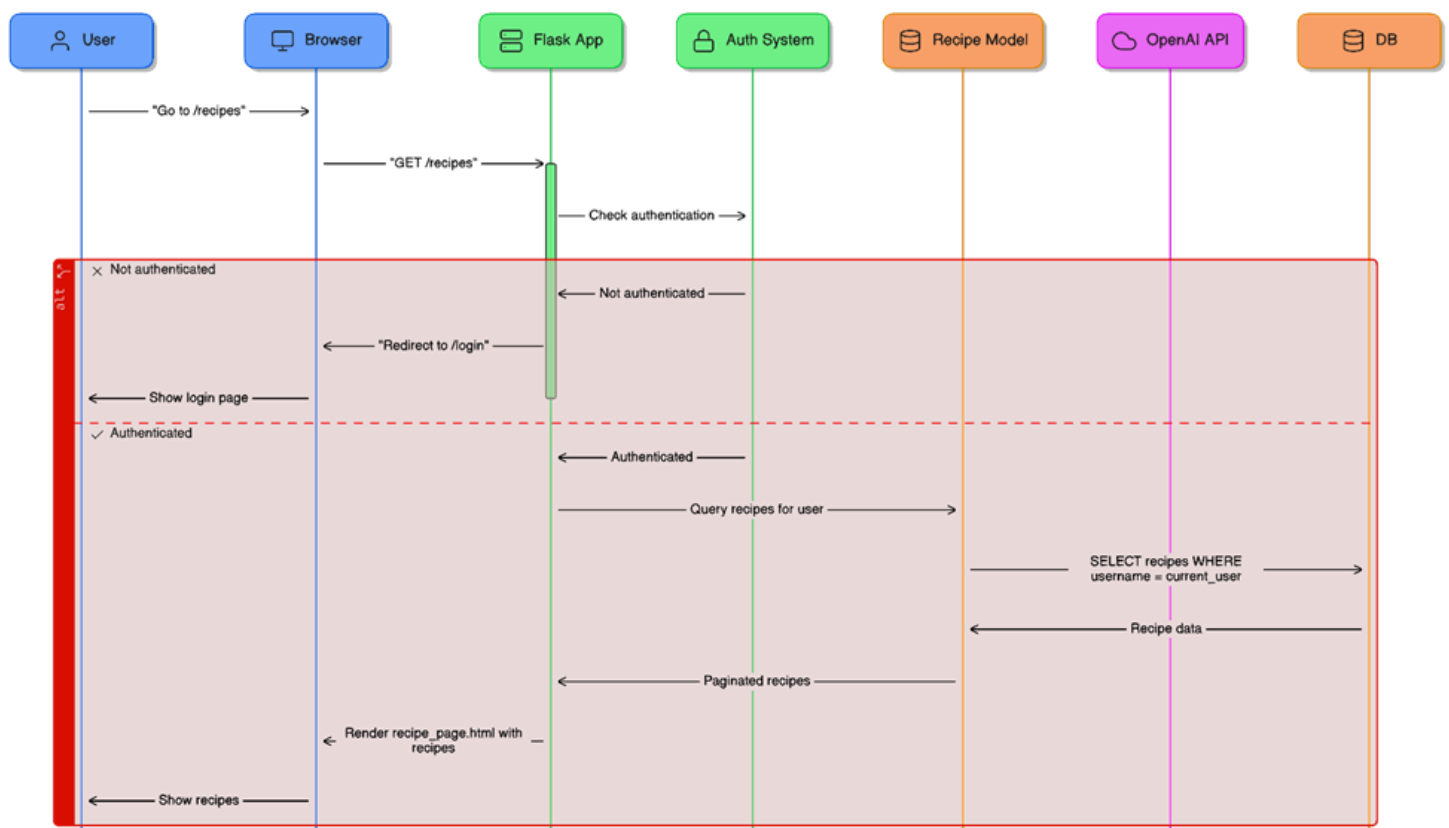 User
Browser
Flask App
Auth System
Recipe Model
OpenAI API
DB
"Go to /recipes"
"GET /recipes"
Check authentication
alt
Not authenticated
Not authenticated
"Redirect to /login"
Show login page
Authenticated
Authenticated
Query recipes for user
SELECT recipes WHERE
username = current_user
Recipe data
Paginated recipes
Render recipe_page.html with
recipes
Show recipes